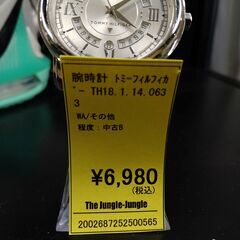 TOMMY HILFIGER
腕時計 トミーフィルフィガ
ー TH18.1.14.063
3
WA/その他
程度：中古B
¥6,980
(税込)
The Jungle-Jungle
2002687252500565